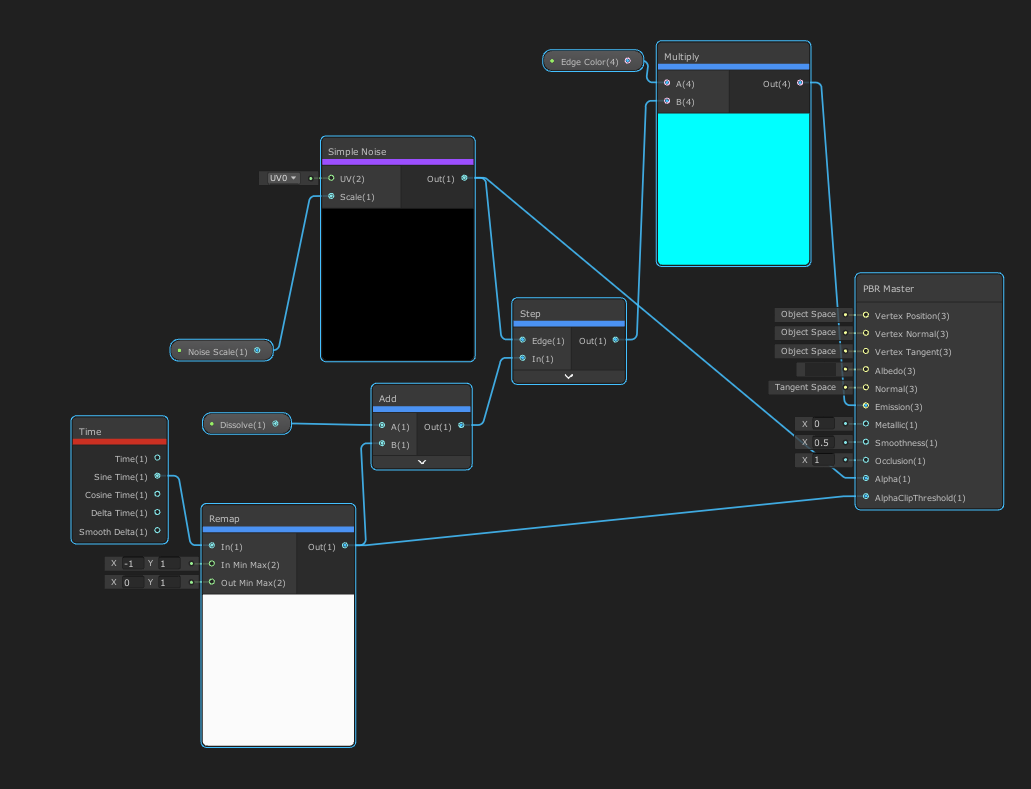 Edge Color(4)
Multiply
A(4)
Out(4)
B(4)
Simple Noise
UV0
UV(2)
Out(1)
Scale(1)
Noise Scale(1)
Step
Edge(1)
Out(1)
In(1)
Add
A(1)
Out(1)
B(1)
Dissolve(1)
Time
Time(1)
Sine Time(1)
Cosine Time(1)
Delta Time(1)
Smooth Delta(1)
Remap
In(1)
Out(1)
X -1 Y 1
In Min Max(2)
X 0 Y 1
Out Min Max(2)
PBR Master
Object Space
Vertex Position(3)
Object Space
Vertex Normal(3)
Object Space
Vertex Tangent(3)
Albedo(3)
Tangent Space
Normal(3)
Emission(3)
X 0
Metallic(1)
X 0.5
Smoothness(1)
X 1
Occlusion(1)
Alpha(1)
AlphaClipThreshold(1)